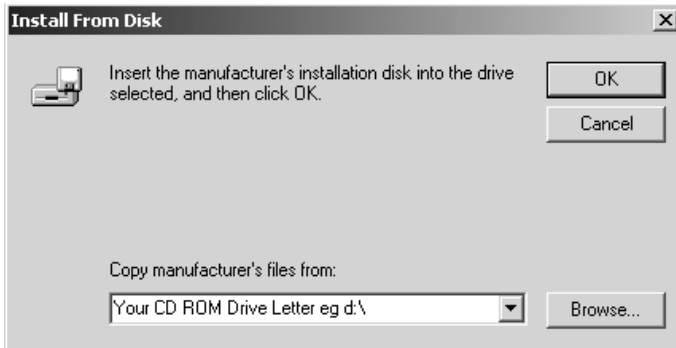 Install From Disk
Insert the manufacturer's installation disk into the drive
selected, and then click OK.
OK
Cancel
Copy manufacturer's files from:
Your CD ROM Drive Letter eg d:\
Browse...